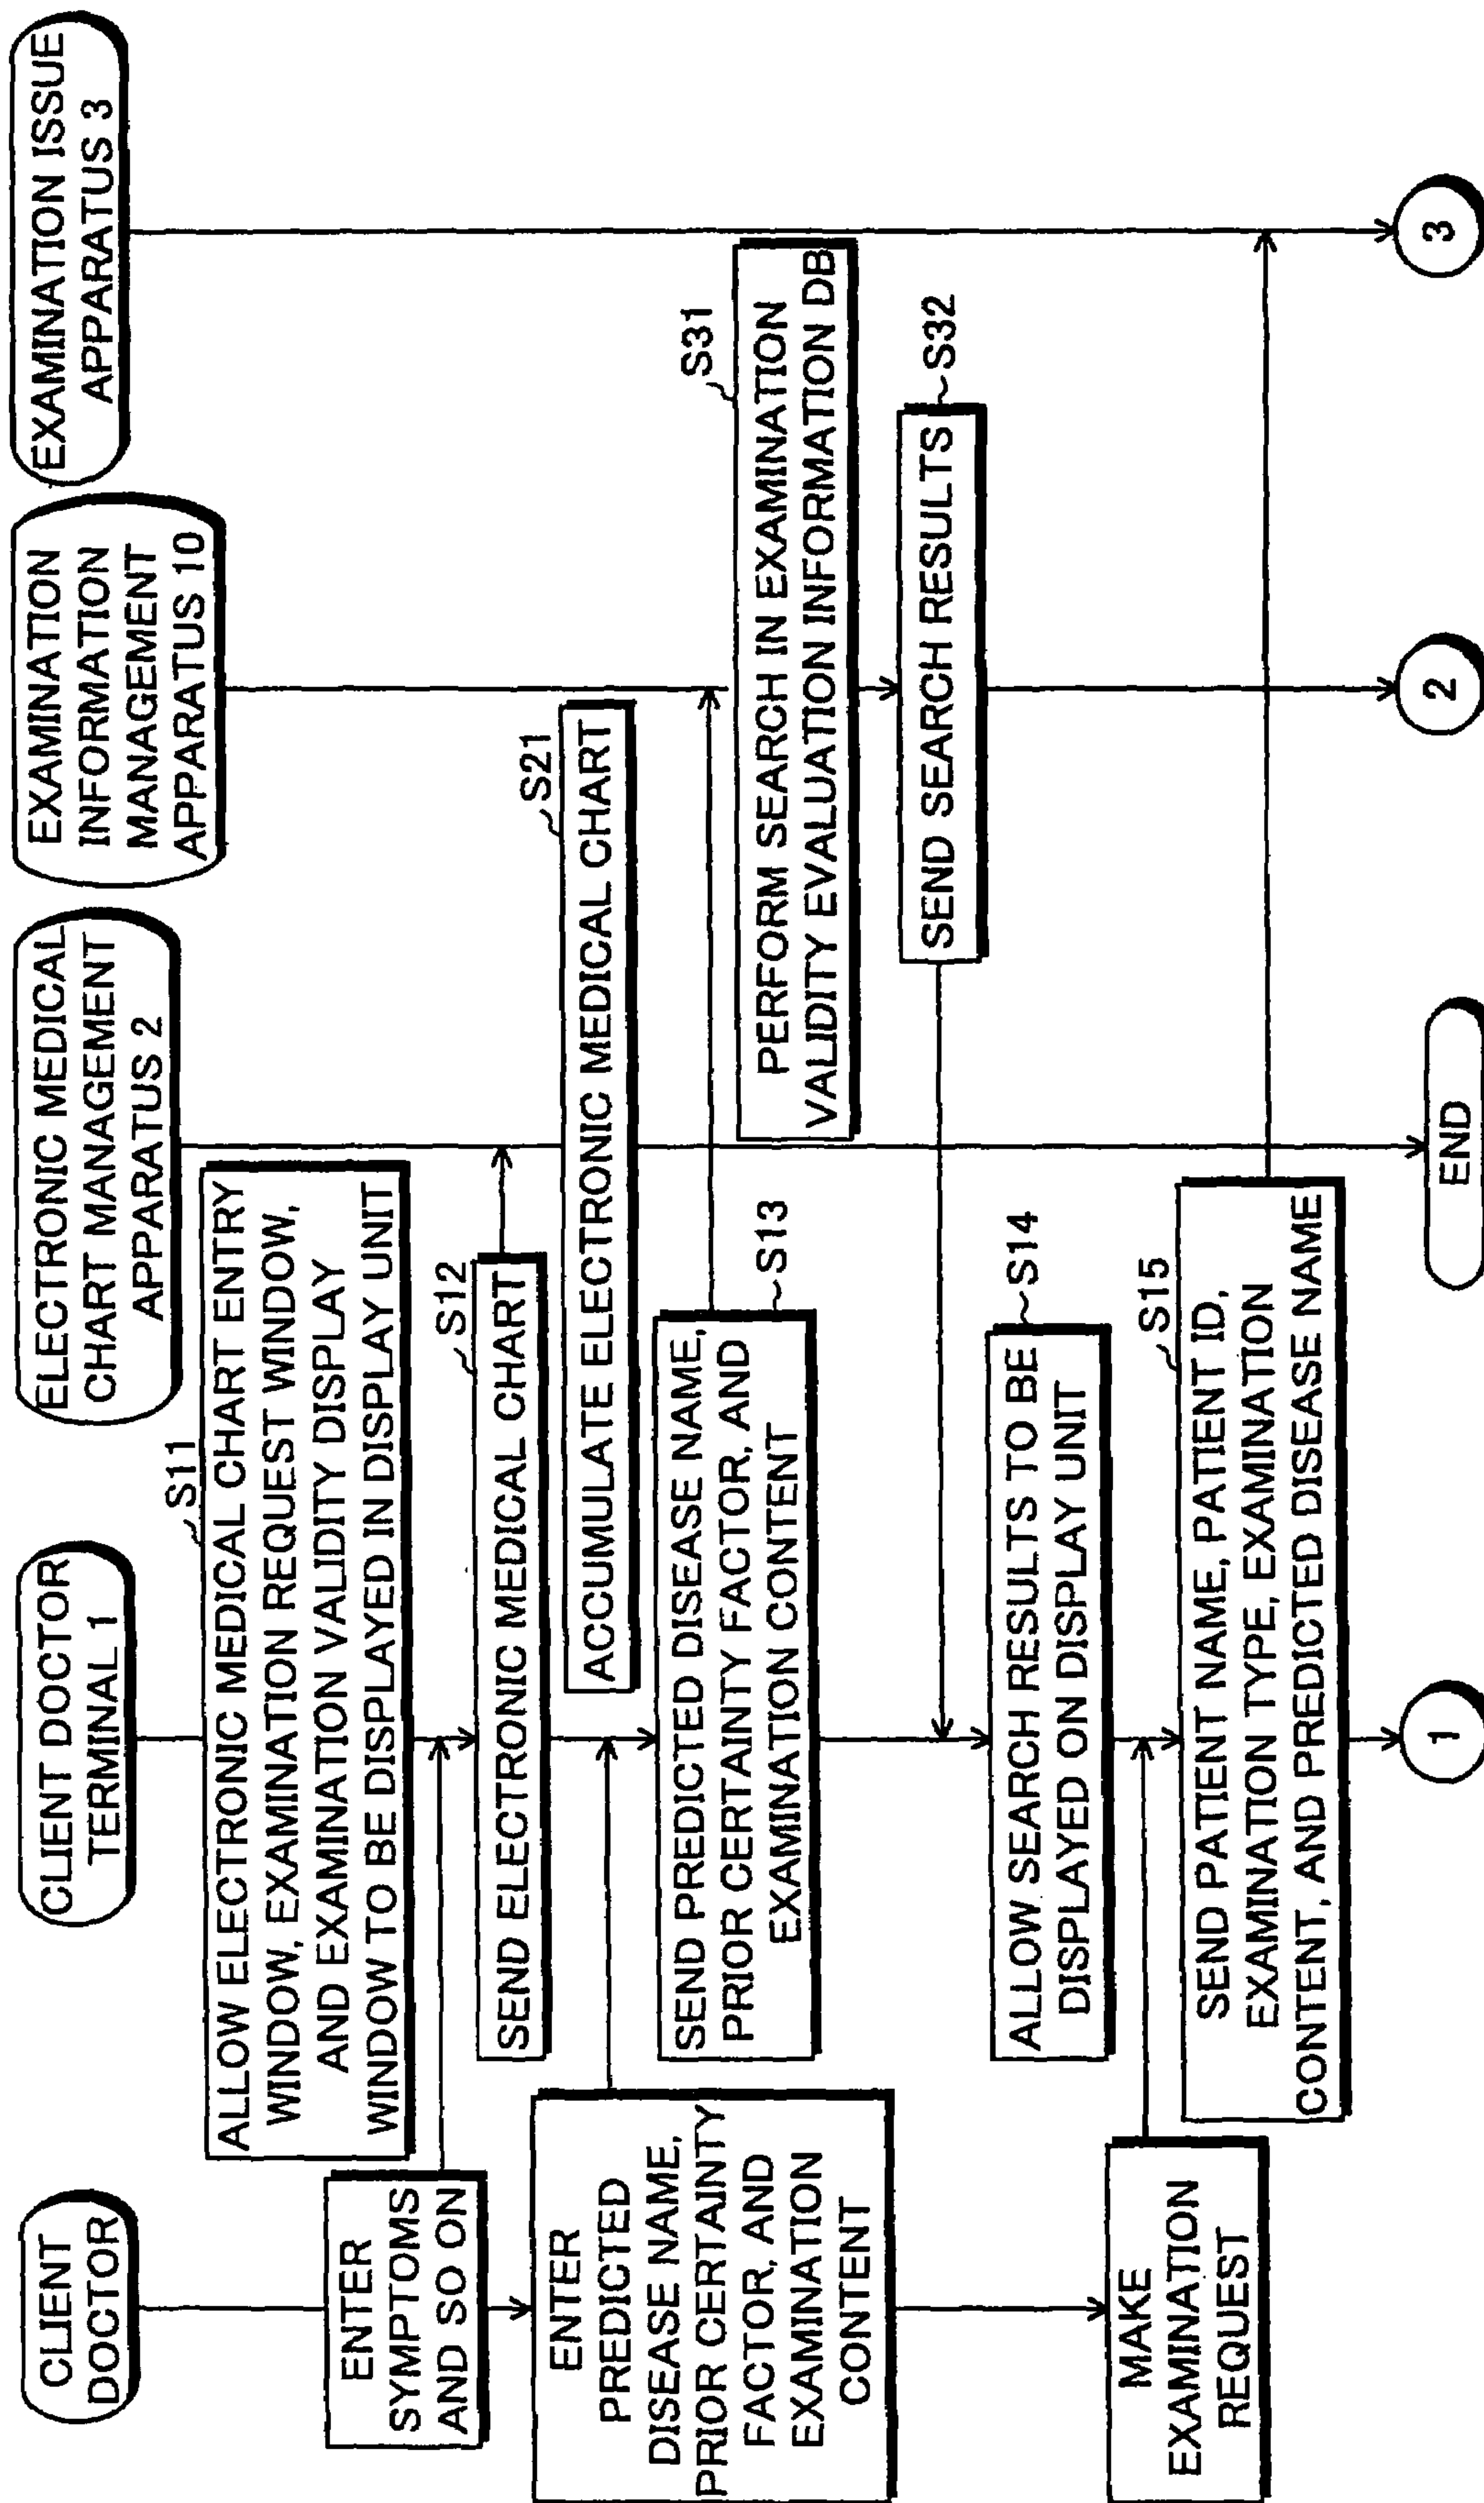 CLIENT
DOCTOR
CLIENT DOCTOR
TERMINAL 1
ELECTRONIC MEDICAL
CHART MANAGEMENT
APPARATUS 2
EXAMINATION
INFORMATION
MANAGEMENT
APPARATUS 10
EXAMINATION ISSUE
APPARATUS 3
S11
ALLOW ELECTRONIC MEDICAL CHART ENTRY
WINDOW, EXAMINATION REQUEST WINDOW,
AND EXAMINATION VALIDITY DISPLAY
WINDOW TO BE DISPLAYED IN DISPLAY UNIT
ENTER
SYMPTOMS
AND SO ON
S12
SEND ELECTRONIC MEDICAL CHART
S21
ACCUMULATE ELECTRONIC MEDICAL CHART
ENTER
PREDICTED
DISEASE NAME,
PRIOR CERTAINTY
FACTOR, AND
EXAMINATION
CONTENT
SEND PREDICTED DISEASE NAME,
PRIOR CERTAINTY FACTOR, AND
EXAMINATION CONTENT
S13
S31
PERFORM SEARCH IN EXAMINATION
VALIDITY EVALUATION INFORMATION DB
SEND SEARCH RESULTS
S32
ALLOW SEARCH RESULTS TO BE
DISPLAYED ON DISPLAY UNIT
S14
MAKE
EXAMINATION
REQUEST
S15
SEND PATIENT NAME, PATIENT ID,
EXAMINATION TYPE, EXAMINATION
CONTENT, AND PREDICTED DISEASE NAME
1
END
2
3